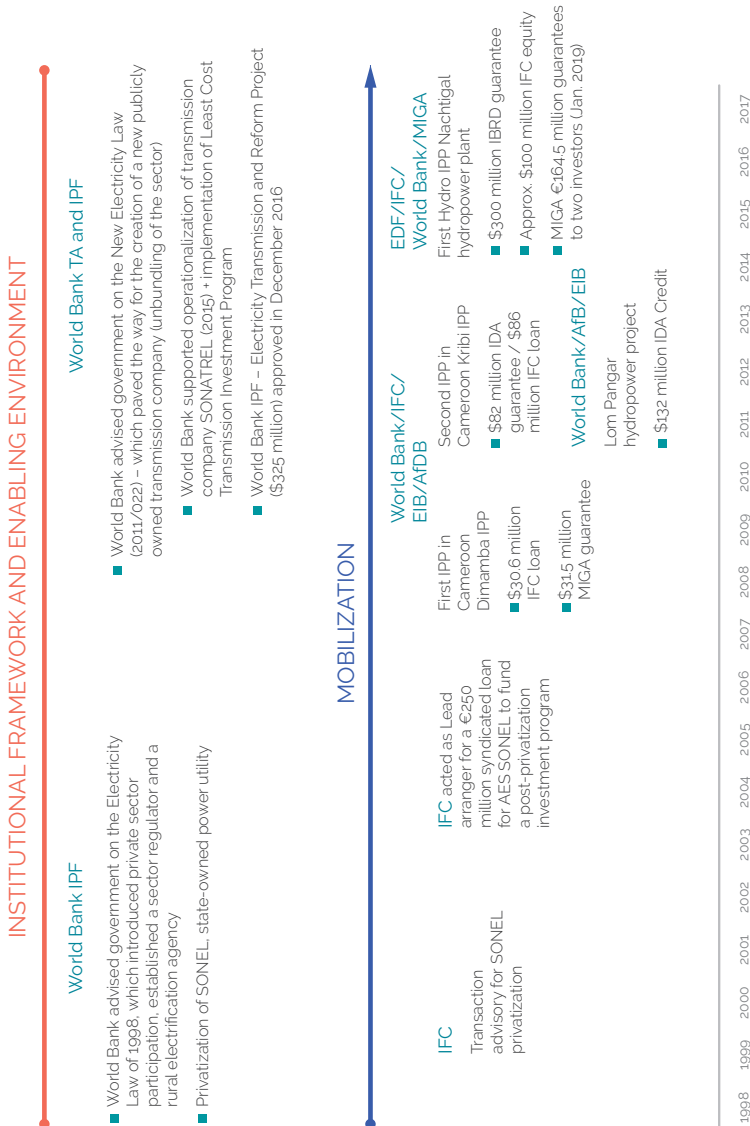 INSTITUTIONAL FRAMEWORK AND ENABLING ENVIRONMENT
World Bank IPF
World Bank advised government on the Electricity
Law of 1998, which introduced private sector
participation, established a sector regulator and a
rural electrification agency
Privatization of SONEL, state-owned power utility
World Bank TA and IPF
World Bank advised government on the New Electricity Law
(2011/022) – which paved the way for the creation of a new publicly
owned transmission company (unbundling of the sector)
World Bank supported operationalization of transmission
company SONATREL (2015) + implementation of Least Cost
Transmission Investment Program
World Bank IPF – Electricity Transmission and Reform Project
($325 million) approved in December 2016
MOBILIZATION
IFC
Transaction
advisory for SONEL
privatization
IFC acted as Lead
arranger for a €250
million syndicated loan
for AES SONEL to fund
a post-privatization
investment program
World Bank/IFC/
EIB/AfDB
First IPP in
Cameroon
Dimamba IPP
$30.6 million
IFC loan
$31.5 million
MIGA guarantee
Second IPP in
Cameroon Kribi IPP
$82 million IDA
guarantee / $86
million IFC loan
World Bank/AfB/EIB
Lom Pangar
hydropower project
$132 million IDA Credit
EDF/IFC/
World Bank/MIGA
First Hydro IPP Nachtigal
hydropower plant
$300 million IBRD guarantee
Approx. $100 million IFC equity
MIGA €164.5 million guarantees
to two investors (Jan. 2019)
1998 1999 2000 2001 2002 2003 2004 2005 2006 2007 2008 2009 2010 2011 2012 2013 2014 2015 2016 2017